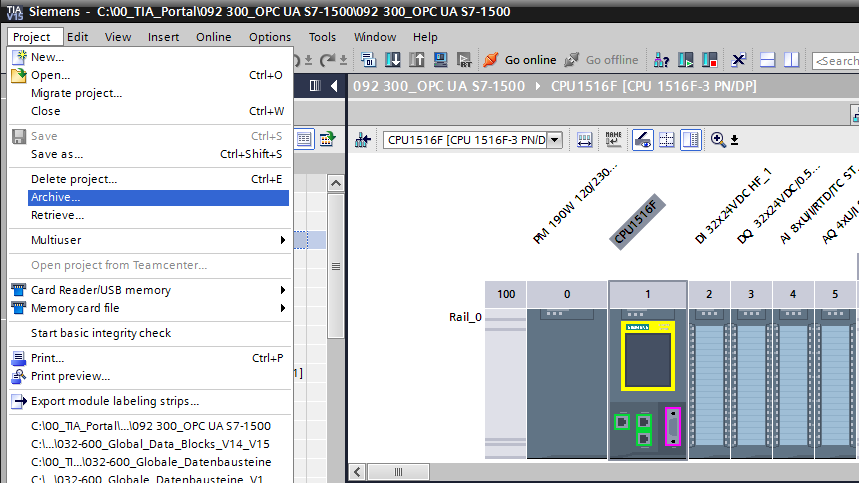 Siemens - C:\00_TIA_Portal\092 300_OPC UA S7-1500\092 300_OPC UA S7-1500
TIA
V15
Project Edit View Insert Online Options Tools Window Help
New...
Open... Ctrl+O
Migrate project...
Close Ctrl+W
Save Ctrl+S
Save as... Ctrl+Shift+S
Delete project... Ctrl+E
Archive...
Retrieve...
Multiuser
Open project from Teamcenter...
Card Reader/USB memory
Memory card file
Start basic integrity check
Print... Ctrl+P
Print preview...
Export module labeling strips...
C:\00_TIA_Portal\...\092 300_OPC UA S7-1500
C:\...\032-600_Global_Data_Blocks_V14_V15
C:\00_TI...\032-600_Globale_Datenbausteine
C:\...\032-600_Globale_Datenbausteine_V1
1]
RT
Go online Go offline
<Search
092 300_OPC UA S7-1500 CPU1516F [CPU 1516F-3 PN/DP]
CPU1516F [CPU 1516F-3 PN/D
NAME
PM 190W 120/230...
CPU1516F
DI 32x24VDC HF_1
DQ 32x24VDC/0.5...
AI 8xU/I/RTD/TC ST...
AQ 4xU/I
100 0 1 2 3 4 5
Rail_0
SIEMENS